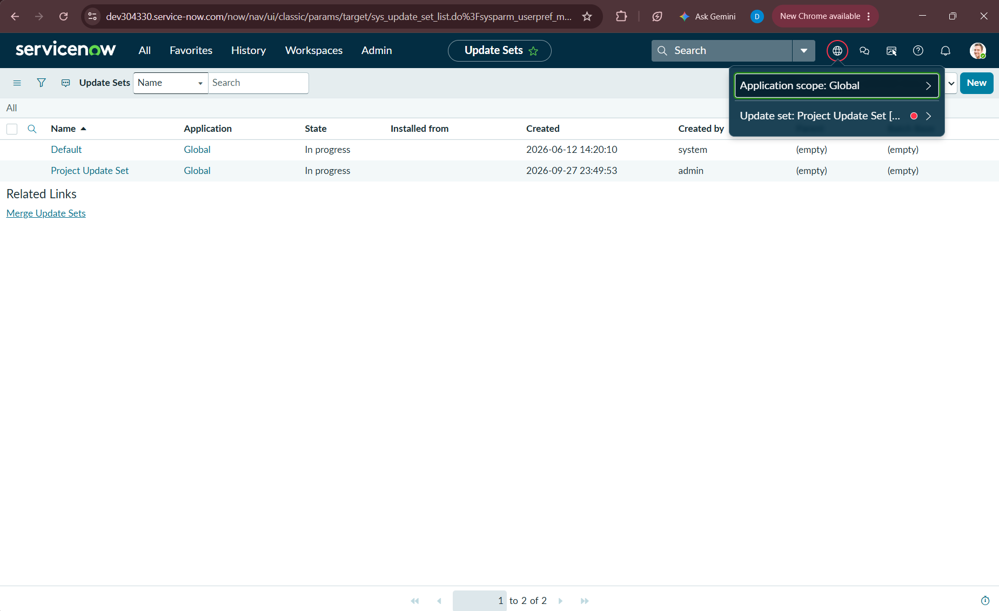 dev304330.service-now.com/now/nav/ui/classic/params/target/sys_update_set_list.do%3Fsysparm_userpref_m...
Ask Gemini
D
New Chrome available
servicenow
All
Favorites
History
Workspaces
Admin
Update Sets
Search
Update Sets
Name
Search
New
Application scope: Global
Update set: Project Update Set [...
All
Name
Application
State
Installed from
Created
Created by
Default
Global
In progress
2026-06-12 14:20:10
system
(empty)
(empty)
Project Update Set
Global
In progress
2026-09-27 23:49:53
admin
(empty)
(empty)
Related Links
Merge Update Sets
1 to 2 of 2